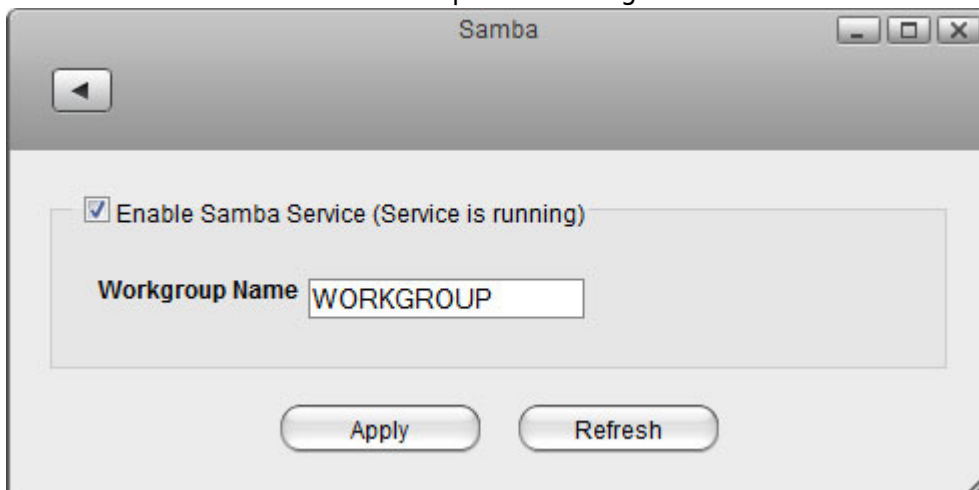 Samba
Enable Samba Service (Service is running)
Workgroup Name WORKGROUP
Apply Refresh